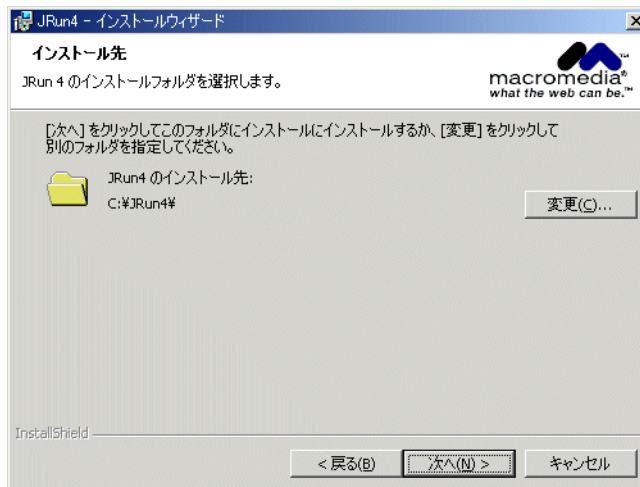 JRun4 - インストールウィザード
インストール先
JRun 4 のインストールフォルダを選択します。
macromedia®
what the web can be.™
[次へ] をクリックしてこのフォルダにインストールにインストールするか、[変更] をクリックして
別のフォルダを指定してください。
JRun4 のインストール先:
C:¥JRun4¥
変更(C)...
InstallShield
< 戻る(B)
次へ(N) >
キャンセル